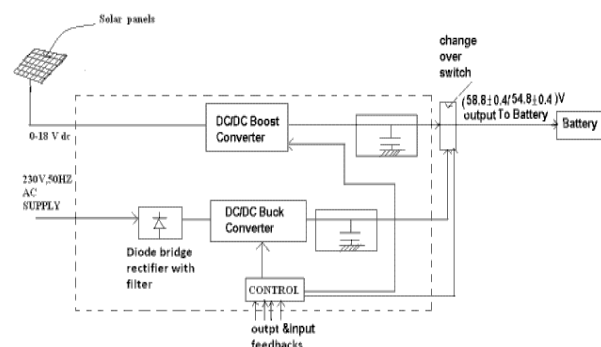 Solar panels
change
over
switch
(58.8±0.4/54.8±0.4)V
output To Battery
Battery
DC/DC Boost
Converter
0-18 V dc
230V,50HZ
AC
SUPPLY
DC/DC Buck
Converter
Diode bridge
rectifier with
filter
CONTROL
outpt &input
feedbacks